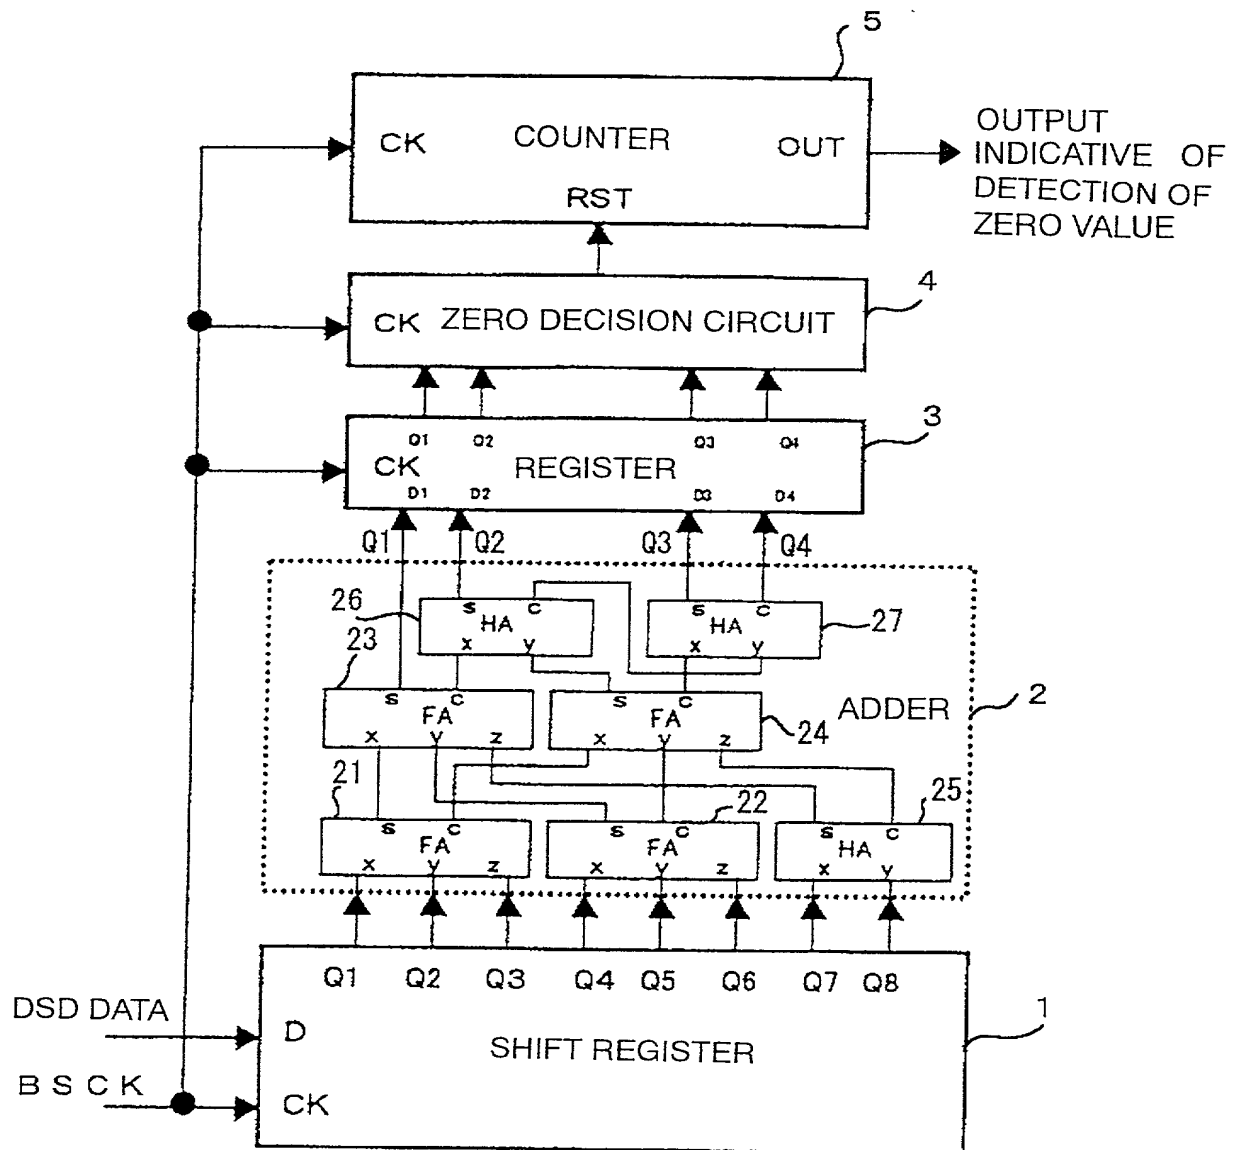 5
CK COUNTER OUT
RST
OUTPUT
INDICATIVE OF
DETECTION OF
ZERO VALUE
4
CK ZERO DECISION CIRCUIT
3
Q1 Q2 Q3 Q4
CK REGISTER
D1 D2 D3 D4
Q1 Q2 Q3 Q4
26 S C S C 27
HA HA
x y x y
23
S C S C
FA FA 24
x y z x y z
ADDER 2
21 22 25
S C S C S C
FA FA HA
x y z x y z x y
Q1 Q2 Q3 Q4 Q5 Q6 Q7 Q8
1
DSD DATA D
SHIFT REGISTER
B S C K CK